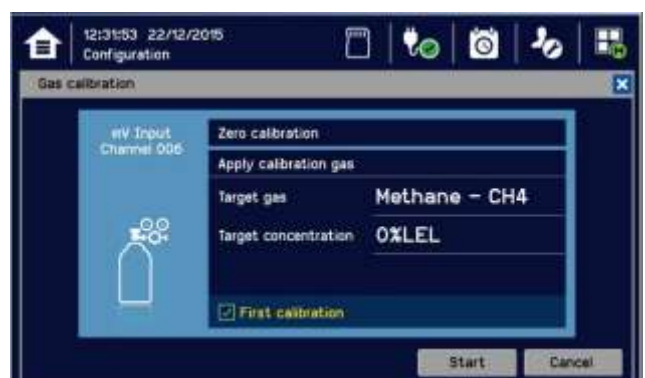 12:31:53 22/12/2015
Configuration
Gas calibration
mV Input
Channel 006
Zero calibration
Apply calibration gas
Target gas Methane - CH4
Target concentration 0%LEL
First calibration
Start Cancel